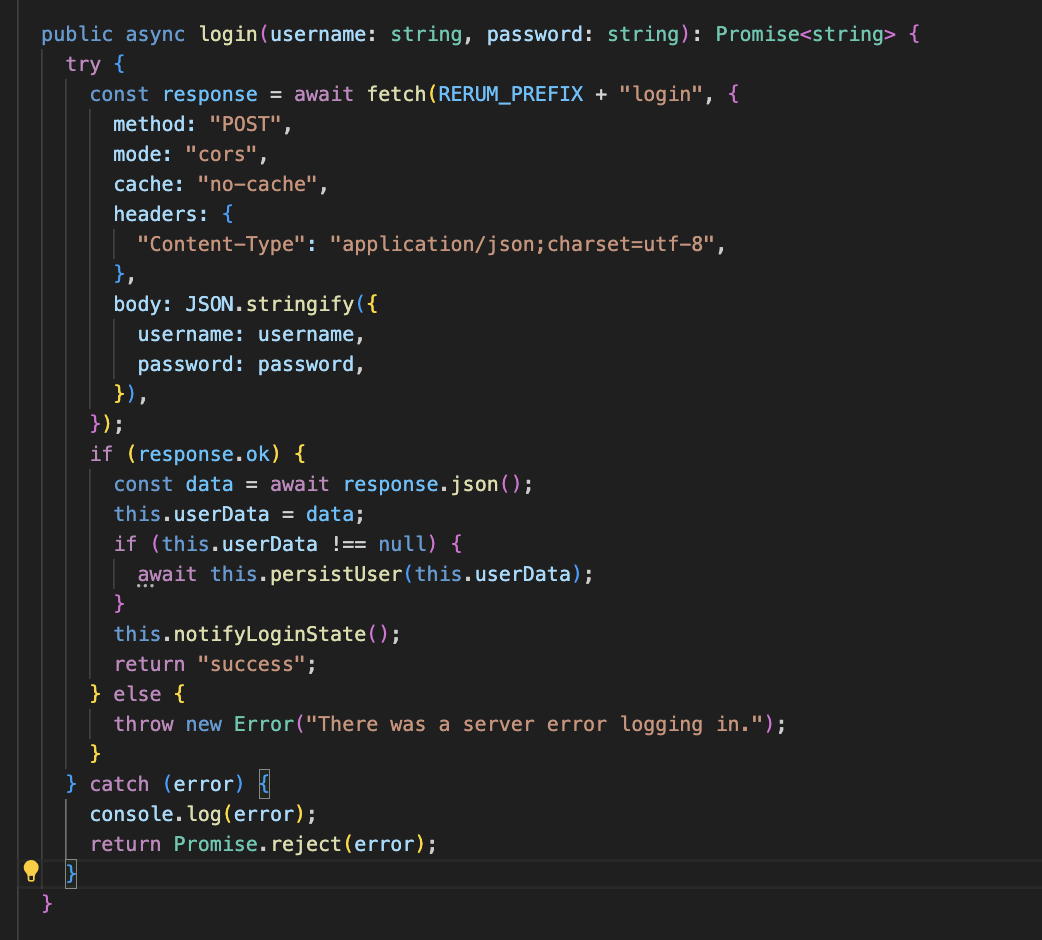 public async login(username: string, password: string): Promise<string> {
try {
const response = await fetch(RERUM_PREFIX + "login", {
method: "POST",
mode: "cors",
cache: "no-cache",
headers: {
"Content-Type": "application/json;charset=utf-8",
},
body: JSON.stringify({
username: username,
password: password,
}),
});
if (response.ok) {
const data = await response.json();
this.userData = data;
if (this.userData !== null) {
await this.persistUser(this.userData);
}
this.notifyLoginState();
return "success";
} else {
throw new Error("There was a server error logging in.");
}
} catch (error) {
console.log(error);
return Promise.reject(error);
}
}